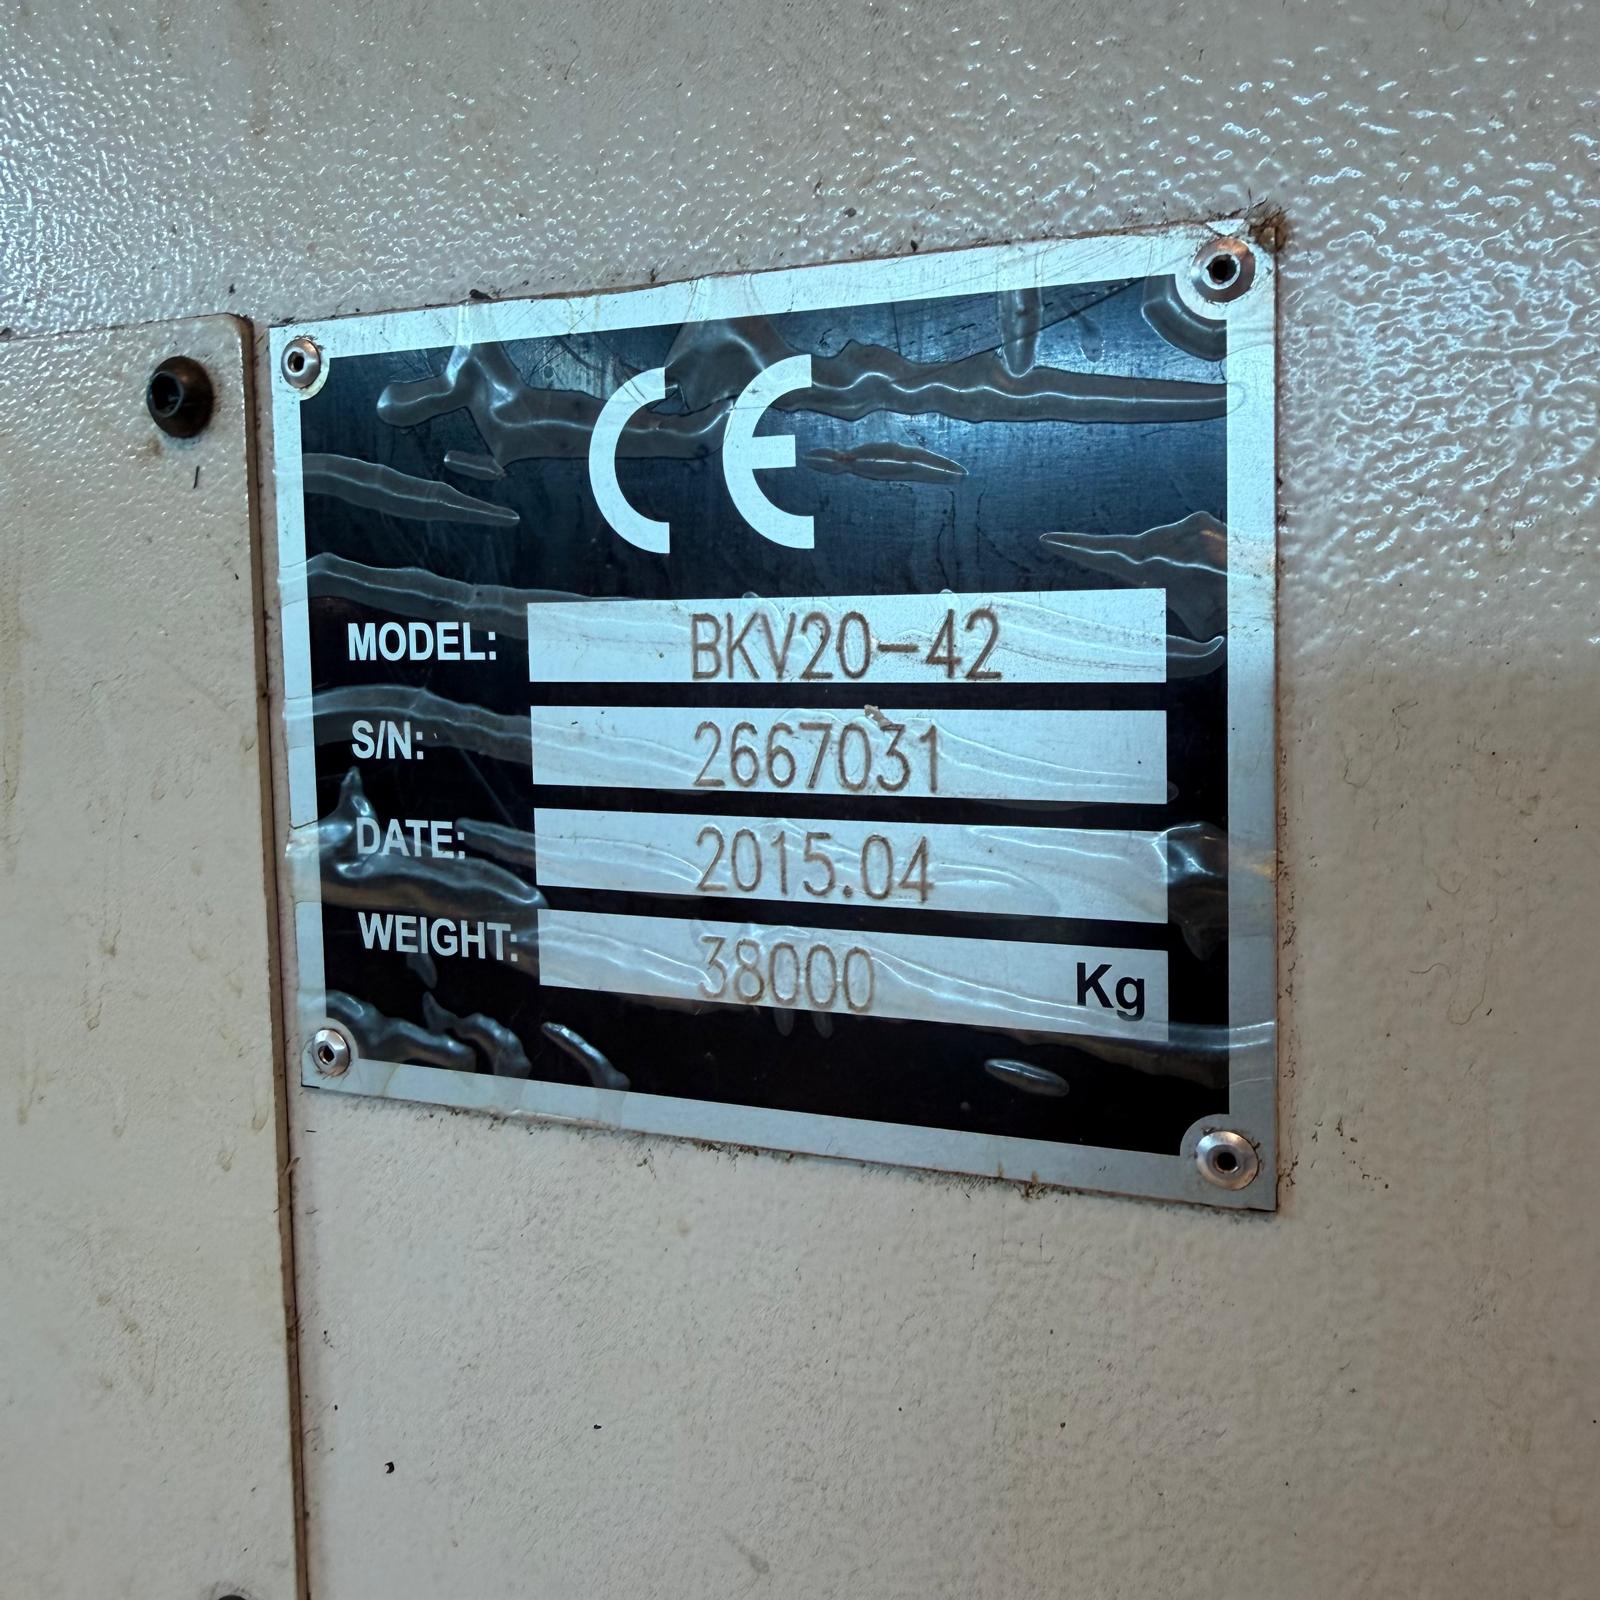 CE
MODEL: BKV20-42
S/N: 2667031
DATE: 2015.04
WEIGHT: 38000 Kg